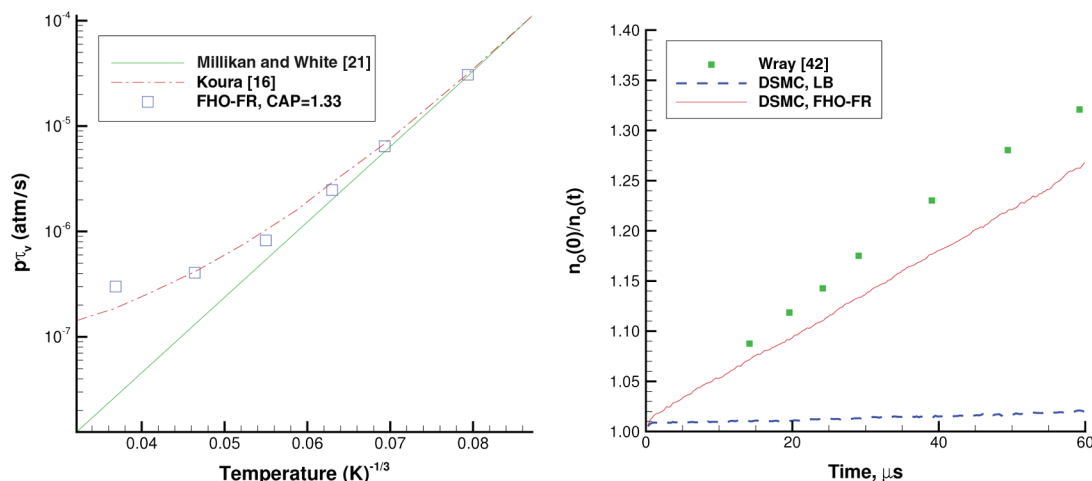 10⁻⁴
Millikan and White [21]
Koura [16]
FHO-FR, CAP=1.33
10⁻⁵
pτᵥ (atm/s)
10⁻⁶
10⁻⁷
0.04 0.05 0.06 0.07 0.08
Temperature (K)⁻¹/³
1.40
Wray [42]
DSMC, LB
DSMC, FHO-FR
1.35
1.30
1.25
nₒ(0)/nₒ(t)
1.20
1.15
1.10
1.05
1.00
0 20 40 60
Time, μs